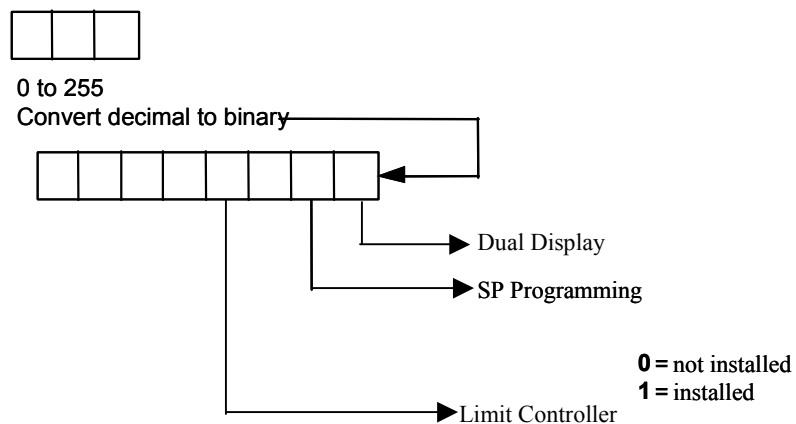 0 to 255
Convert decimal to binary
Dual Display
SP Programming
0 = not installed
1 = installed
Limit Controller